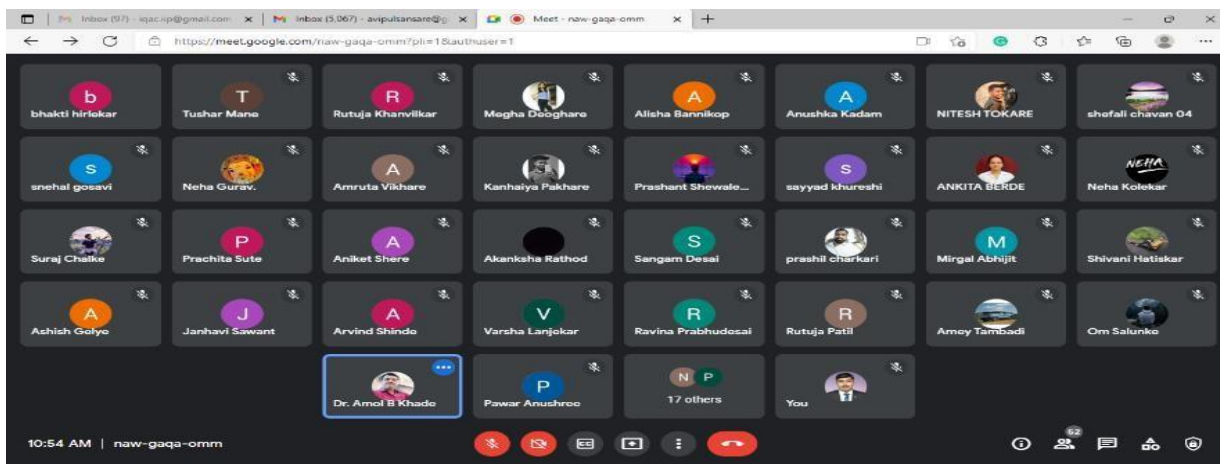 Inbox (97) - iqac.sp@gmail.com
Inbox (5,067) - avipulsansare@g
Meet - naw-gaqa-omm
https://meet.google.com/naw-gaqa-omm?pli=1&authuser=1
b T R A A
bhakti hirlekar Tushar Mane Rutuja Khanvilkar Megha Deoghare Alisha Bannikop Anushka Kadam NITESH TOKARE shefali chavan 04
S A S NEHA
snehal gosavi Neha Gurav. Amruta Vikhare Kanhaiya Pakhare Prashant Shewale... sayyad khureshi ANKITA BERDE Neha Kolekar
P A S M
Suraj Chalke Prachita Sute Aniket Shere Akanksha Rathod Sangam Desai prashil charkari Mirgal Abhijit Shivani Hatiskar
A J A V R R
Ashish Golye Janhavi Sawant Arvind Shinde Varsha Lanjekar Ravina Prabhudesai Rutuja Patil Amey Tambadi Om Salunke
P N P
Dr. Amol B Khade Pawar Anushree 17 others You
10:54 AM | naw-gaqa-omm
62